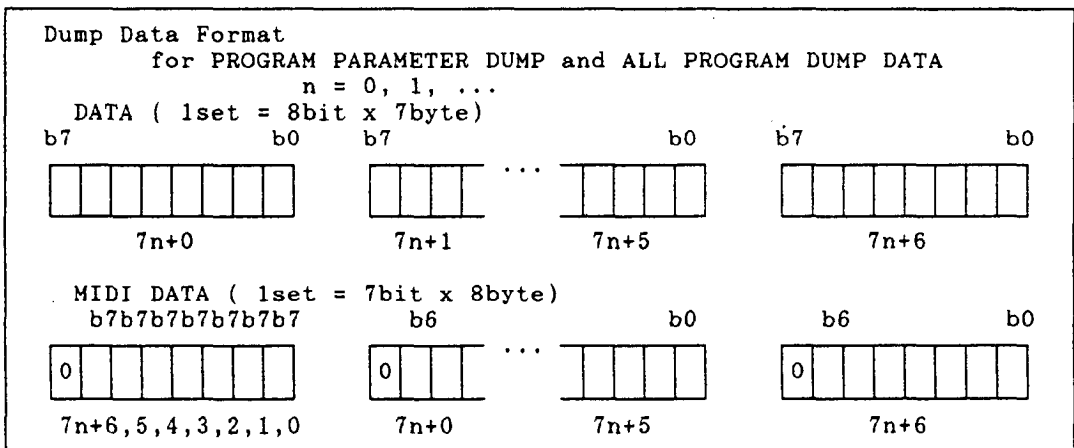 Dump Data Format
for PROGRAM PARAMETER DUMP and ALL PROGRAM DUMP DATA
n = 0, 1, ...
DATA ( 1set = 8bit x 7byte)
b7 b0 b7 b0 b7 b0
...
7n+0 7n+1 7n+5 7n+6
MIDI DATA ( 1set = 7bit x 8byte)
b7b7b7b7b7b7b7 b6 b0 b6 b0
0 0 ... 0
7n+6,5,4,3,2,1,0 7n+0 7n+5 7n+6